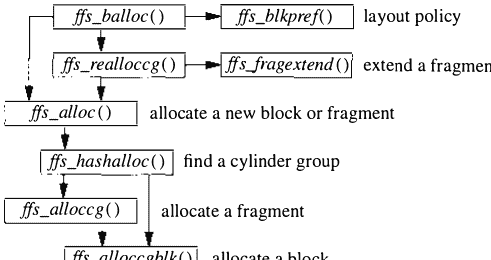 ffs_balloc() ffs_blkpref() layout policy
ffs_realloccg() ffs_fragextend() extend a fragmen
ffs_alloc() allocate a new block or fragment
ffs_hashalloc() find a cylinder group
ffs_alloccg() allocate a fragment
ffs_alloccgblk() allocate a block